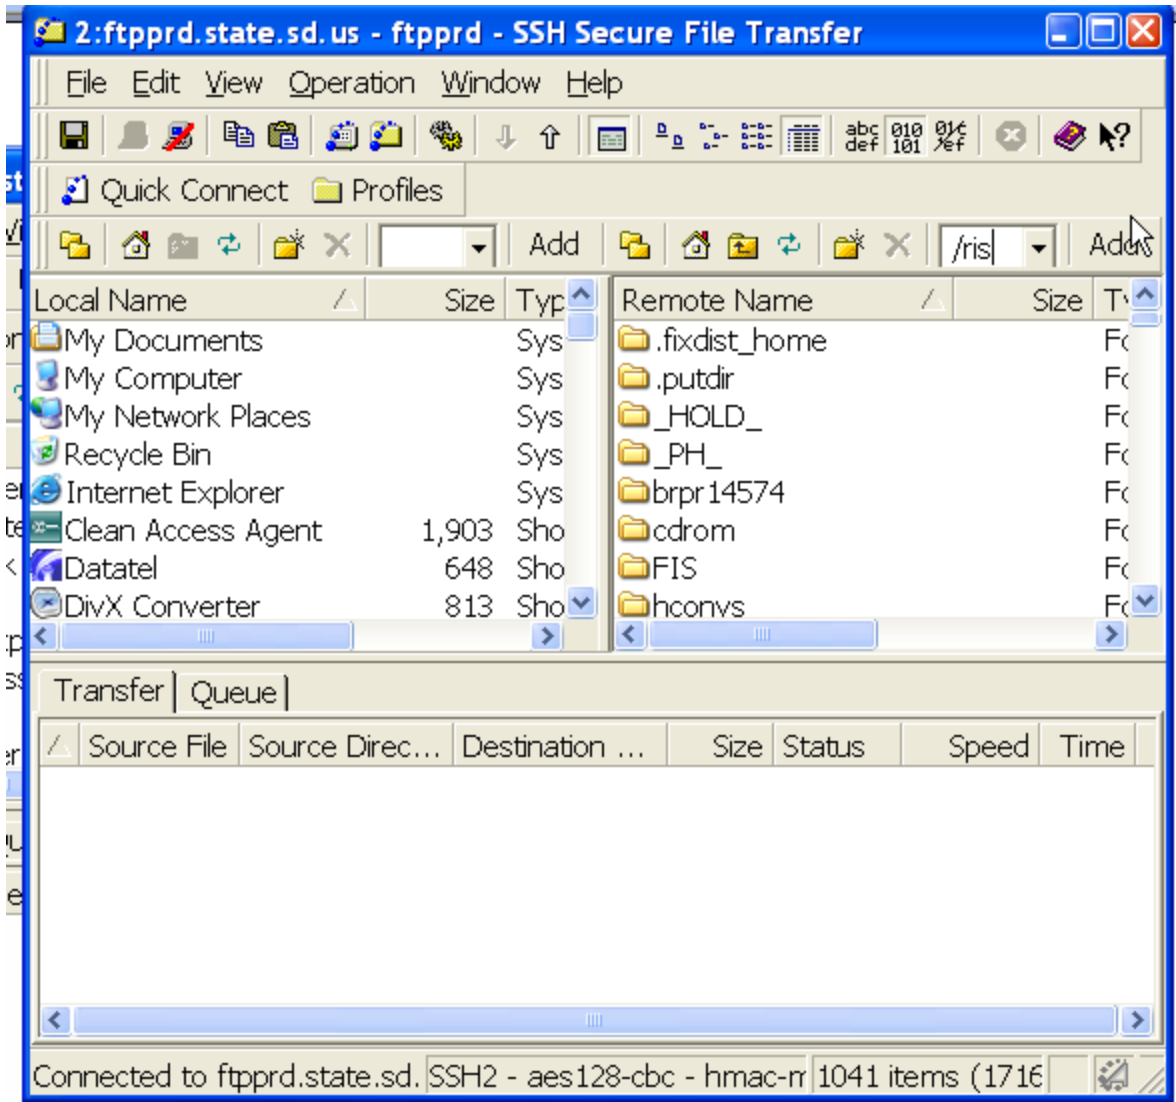 2:ftpprd.state.sd.us - ftpprd - SSH Secure File Transfer
File Edit View Operation Window Help
abc def 010 101
Quick Connect Profiles
Add /ris Add
Local Name Size Typ Remote Name Size
My Documents Sys .fixdist_home
My Computer Sys .putdir
My Network Places Sys _HOLD_
Recycle Bin Sys _PH_
Internet Explorer Sys brpr14574
Clean Access Agent 1,903 Sho cdrom
Datatel 648 Sho FIS
DivX Converter 813 Sho hconvs
Transfer Queue
Source File Source Direc... Destination ... Size Status Speed Time
Connected to ftpprd.state.sd. SSH2 - aes128-cbc - hmac-m 1041 items (1716